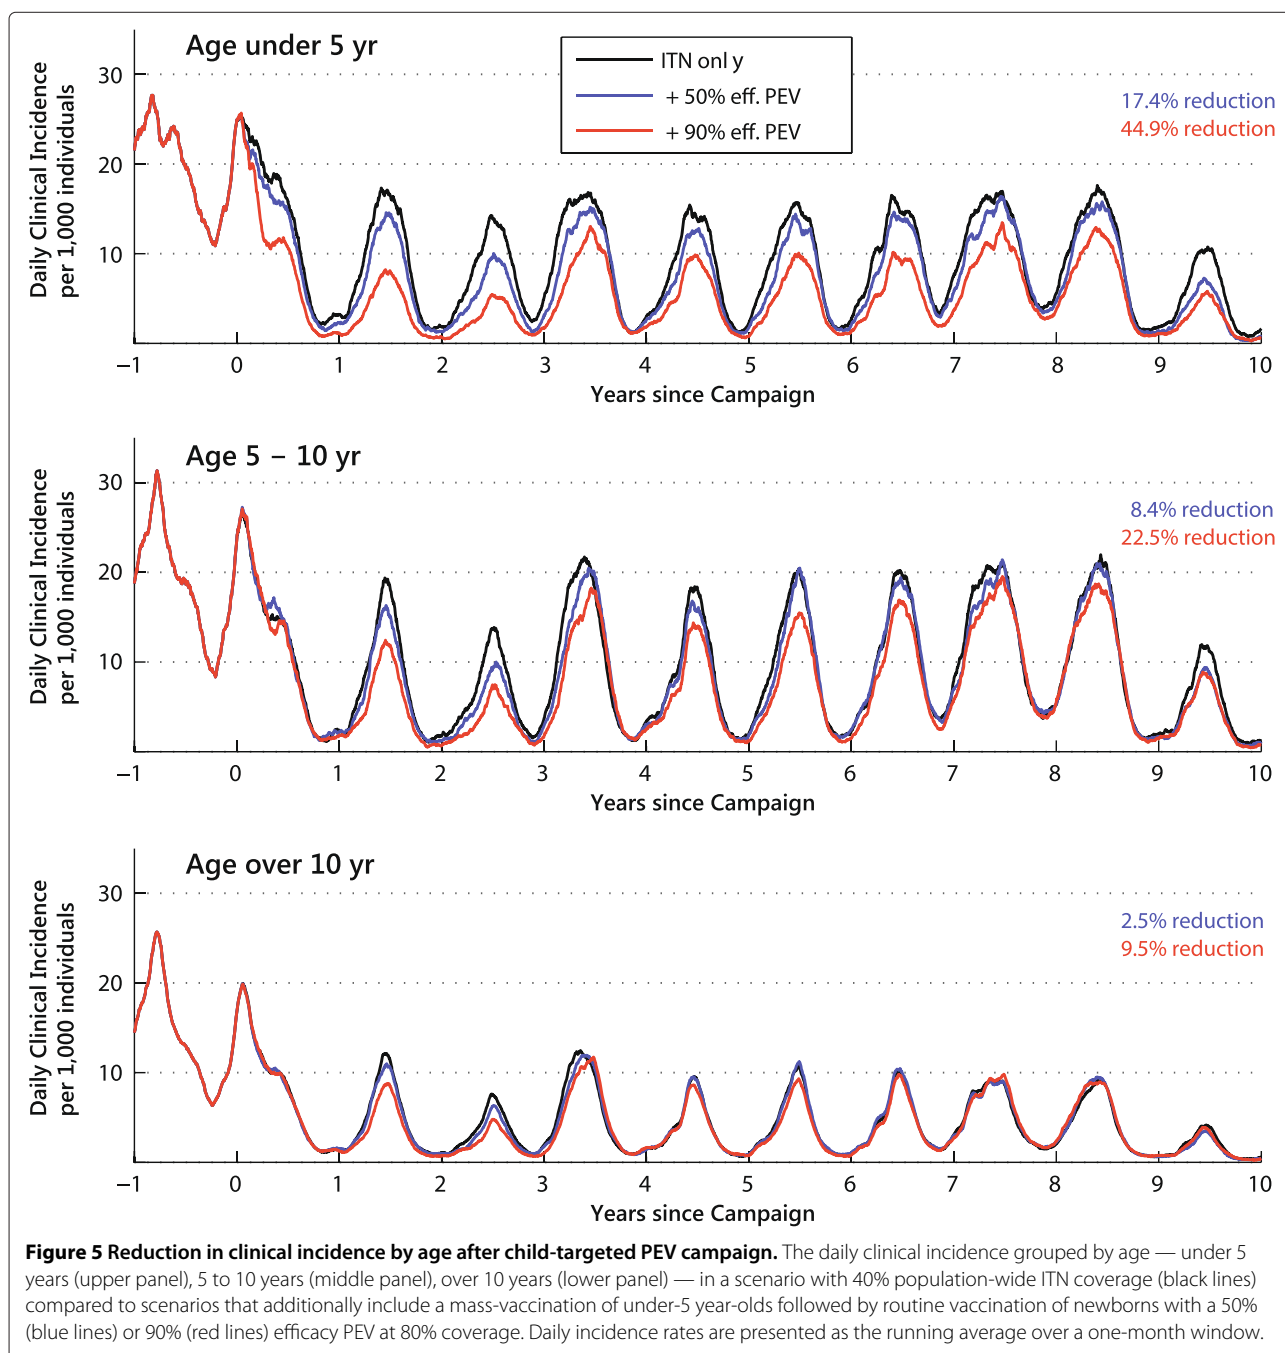 Age under 5 yr
ITN onl y
+ 50% eff. PEV
+ 90% eff. PEV
17.4% reduction
44.9% reduction
Daily Clinical Incidence
per 1,000 individuals
30
20
10
−1 0 1 2 3 4 5 6 7 8 9 10
Years since Campaign
Age 5 – 10 yr
8.4% reduction
22.5% reduction
Daily Clinical Incidence
per 1,000 individuals
30
20
10
−1 0 1 2 3 4 5 6 7 8 9 10
Years since Campaign
Age over 10 yr
2.5% reduction
9.5% reduction
Daily Clinical Incidence
per 1,000 individuals
30
20
10
−1 0 1 2 3 4 5 6 7 8 9 10
Years since Campaign
Figure 5 Reduction in clinical incidence by age after child-targeted PEV campaign. The daily clinical incidence grouped by age — under 5
years (upper panel), 5 to 10 years (middle panel), over 10 years (lower panel) — in a scenario with 40% population-wide ITN coverage (black lines)
compared to scenarios that additionally include a mass-vaccination of under-5 year-olds followed by routine vaccination of newborns with a 50%
(blue lines) or 90% (red lines) efficacy PEV at 80% coverage. Daily incidence rates are presented as the running average over a one-month window.